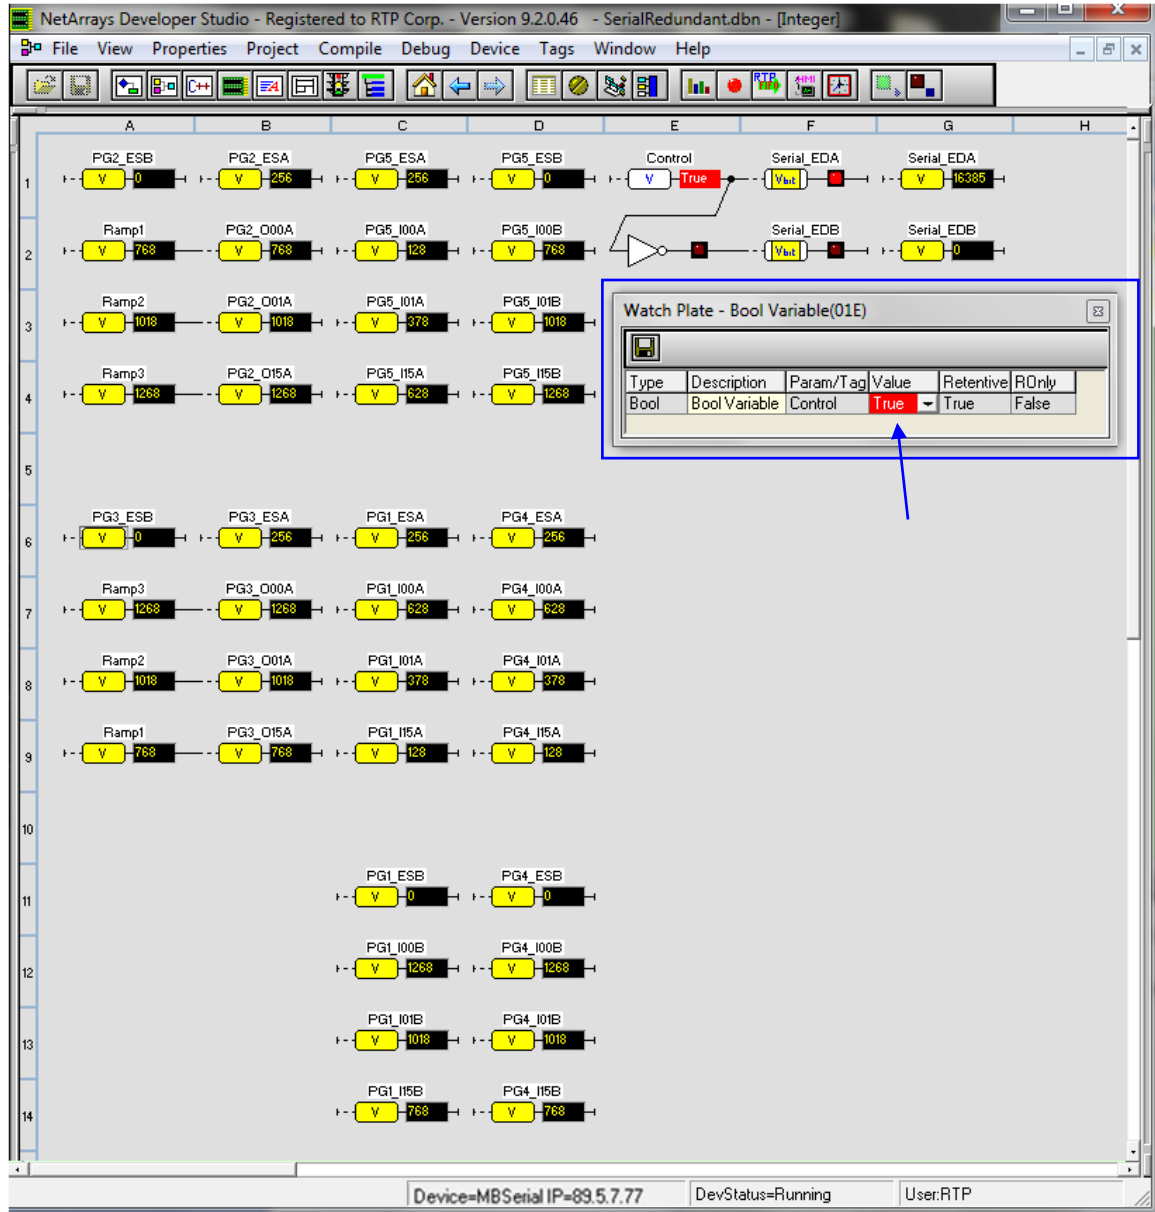 NetArrays Developer Studio - Registered to RTP Corp. - Version 9.2.0.46 - SerialRedundant.dbn - [Integer]
File View Properties Project Compile Debug Device Tags Window Help
C++ A RTP HMI
A B C D E F G H
PG2_ESB PG2_ESA PG5_ESA PG5_ESB Control Serial_EDA Serial_EDA
1 V 0 V 256 V 256 V 0 V True Vbit V 16385
Ramp1 PG2_O00A PG5_I00A PG5_I00B Serial_EDB Serial_EDB
2 V 768 V 768 V 128 V 768 Vbit V 0
Ramp2 PG2_O01A PG5_I01A PG5_I01B
3 V 1018 V 1018 V 378 V 1018
Watch Plate - Bool Variable(01E)
Ramp3 PG2_O15A PG5_I15A PG5_I15B
4 V 1268 V 1268 V 628 V 1268
Type Description Param/Tag Value Retentive ROnly
Bool Bool Variable Control True True False
5
PG3_ESB PG3_ESA PG1_ESA PG4_ESA
6 V 0 V 256 V 256 V 256
Ramp3 PG3_O00A PG1_I00A PG4_I00A
7 V 1268 V 1268 V 628 V 628
Ramp2 PG3_O01A PG1_I01A PG4_I01A
8 V 1018 V 1018 V 378 V 378
Ramp1 PG3_O15A PG1_I15A PG4_I15A
9 V 768 V 768 V 128 V 128
10
PG1_ESB PG4_ESB
11 V 0 V 0
PG1_I00B PG4_I00B
12 V 1268 V 1268
PG1_I01B PG4_I01B
13 V 1018 V 1018
PG1_I15B PG4_I15B
14 V 768 V 768
Device=MBSerial IP=89.5.7.77 DevStatus=Running User:RTP